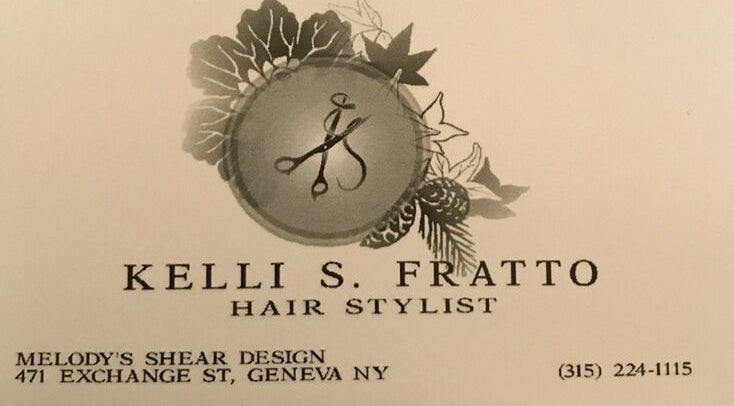 KELLI S. FRATTO
HAIR STYLIST
MELODY'S SHEAR DESIGN
471 EXCHANGE ST, GENEVA NY
(315) 224-1115